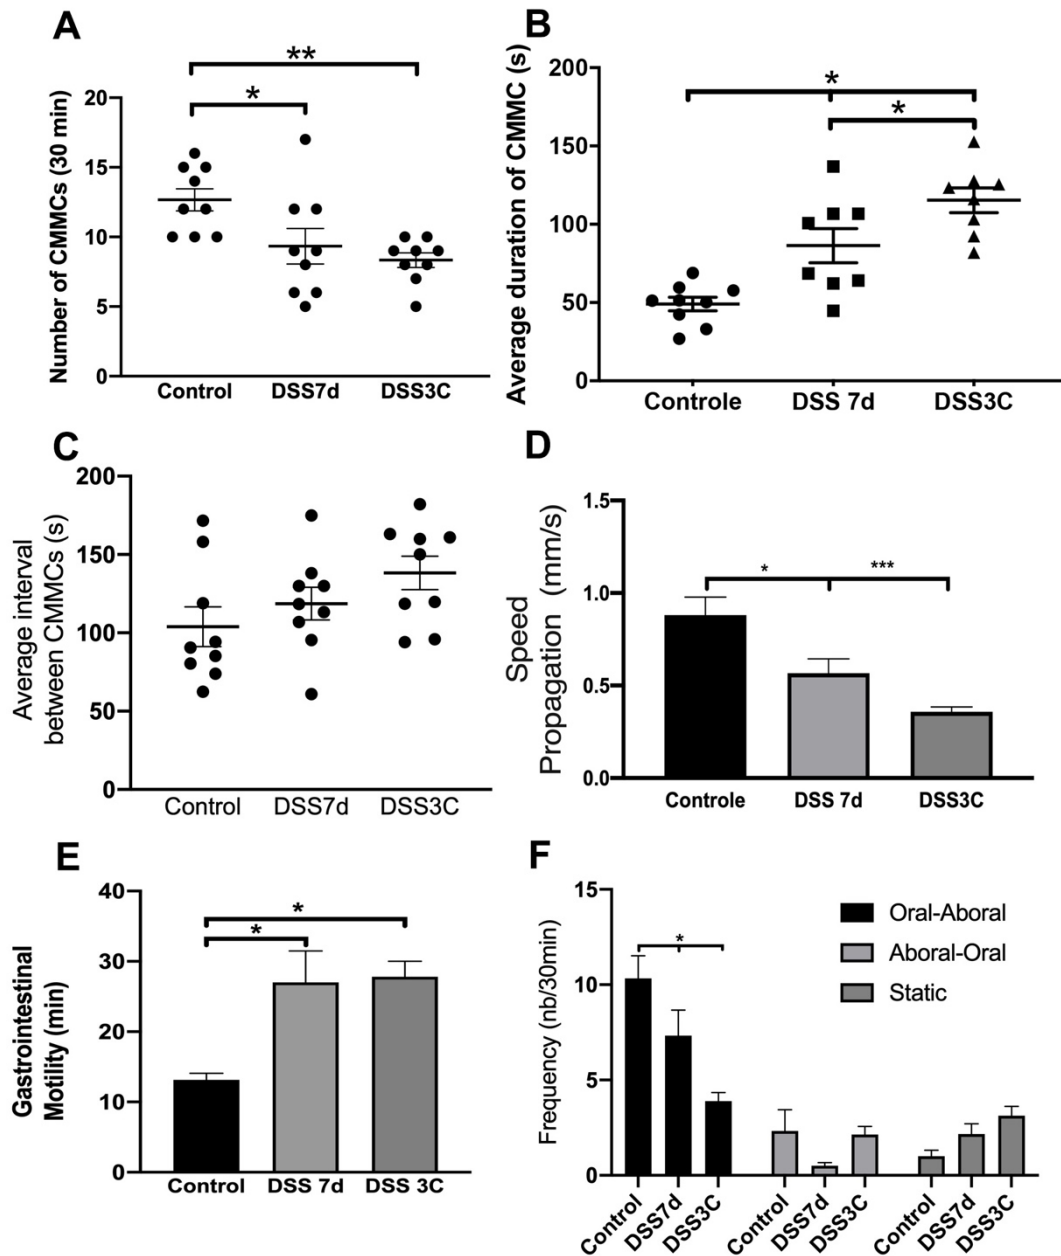 A
Number of CMMCs (30 min)
20
15
10
5
0
**
*
Control DSS7d DSS3C
B
Average duration of CMMC (s)
200
150
100
50
0
*
*
Controle DSS 7d DSS3C
C
Average interval
between CMMCs (s)
200
150
100
50
0
Control DSS7d DSS3C
D
Speed
Propagation (mm/s)
1.5
1.0
0.5
0.0
*
***
Controle DSS 7d DSS3C
E
Gastrointestinal
Motility (min)
40
30
20
10
0
*
*
Control DSS 7d DSS 3C
F
Frequency (nb/30min)
15
10
5
0
*
Oral-Aboral
Aboral-Oral
Static
Control DSS7d DSS3C Control DSS7d DSS3C Control DSS7d DSS3C